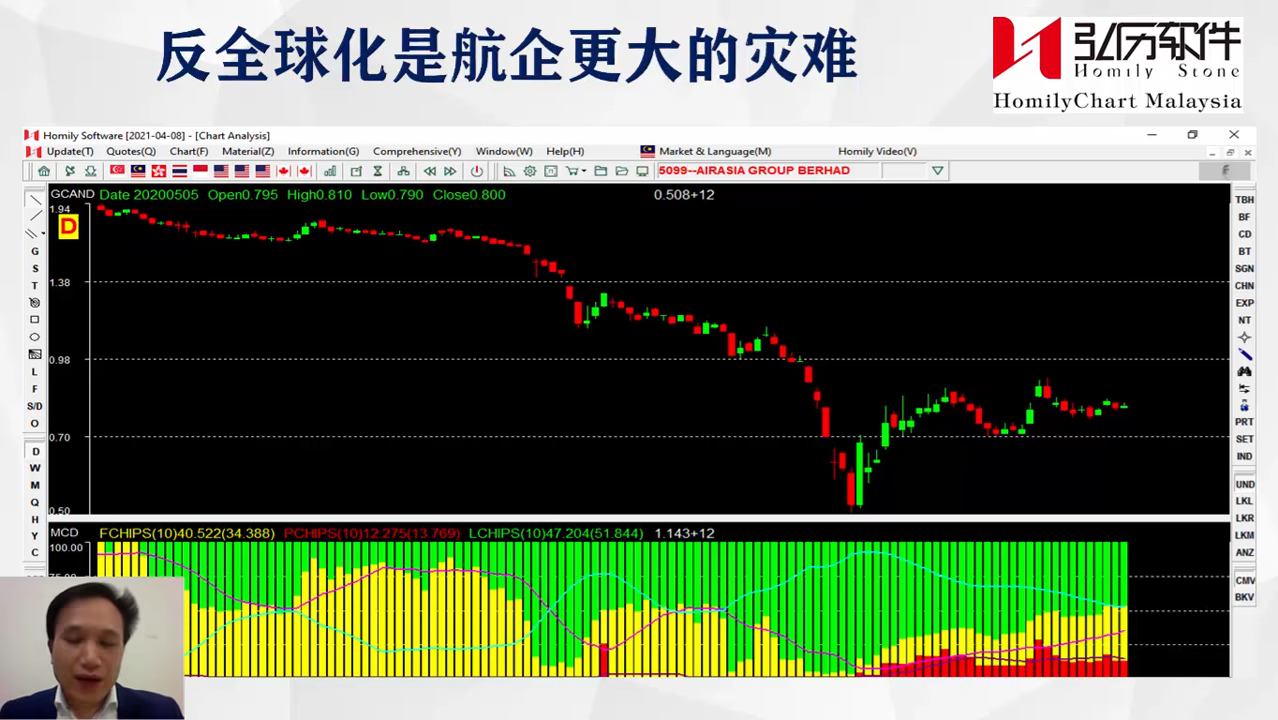 反全球化是航企更大的灾难
弘历软件
Homily Stone
HomilyChart Malaysia
Homily Software [2021-04-08] - [Chart Analysis]
Update(T) Quotes(Q) Chart(F) Material(Z) Information(G) Comprehensive(Y) Window(W) Help(H) Market & Language(M) Homily Video(V)
5099--AIRASIA GROUP BERHAD
GCAND Date 20200505 Open0.795 High0.810 Low0.790 Close0.800 0.508+12
1.94
D
1.38
0.98
0.70
0.50
MCD FCHIPS(10)40.522(34.388) PCHIPS(10)12.275(13.769) LCHIPS(10)47.204(51.844) 1.143+12
100.00
G
S
T
L
F
S/D
O
D
W
M
Q
H
Y
C
TBH
BF
CD
BT
SGN
CHN
EXP
NT
PRT
SET
IND
UND
LKL
LKR
LKM
ANZ
CMV
BKV